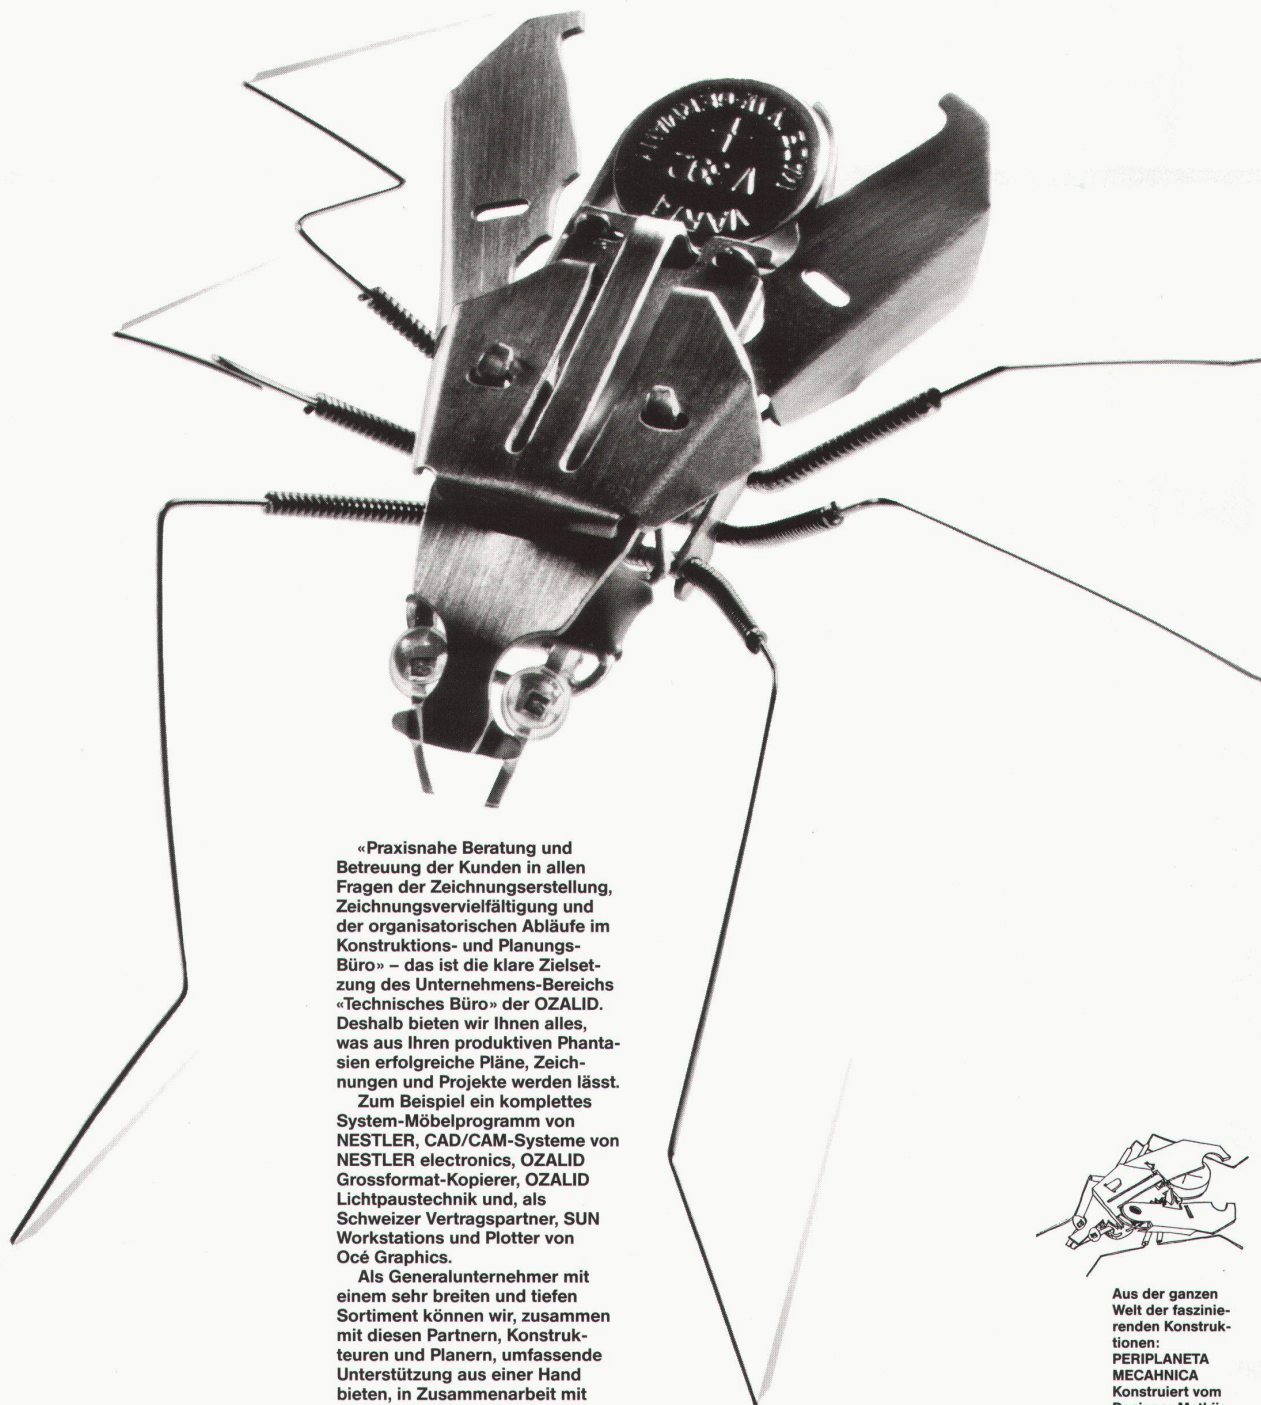 «Praxisnahe Beratung und
Betreuung der Kunden in allen
Fragen der Zeichnungserstellung,
Zeichnungsvervielfältigung und
der organisatorischen Abläufe im
Konstruktions- und Planungs-
Büro» – das ist die klare Zielset-
zung des Unternehmens-Bereichs
«Technisches Büro» der OZALID.
Deshalb bieten wir Ihnen alles,
was aus Ihren produktiven Phanta-
sien erfolgreiche Pläne, Zeich-
nungen und Projekte werden lässt.
Zum Beispiel ein komplettes
System-Möbelprogramm von
NESTLER, CAD/CAM-Systeme von
NESTLER electronics, OZALID
Grossformat-Kopierer, OZALID
Lichtpaustechnik und, als
Schweizer Vertragspartner, SUN
Workstations und Plotter von
Océ Graphics.
Als Generalunternehmer mit
einem sehr breiten und tiefen
Sortiment können wir, zusammen
mit diesen Partnern, Konstruk-
teuren und Planern, umfassende
Unterstützung aus einer Hand
bieten, in Zusammenarbeit mit
Aus der ganzen
Welt der faszinie-
renden Konstruk-
tionen:
PERIPLANETA
MECAHNICA
Konstruiert vom